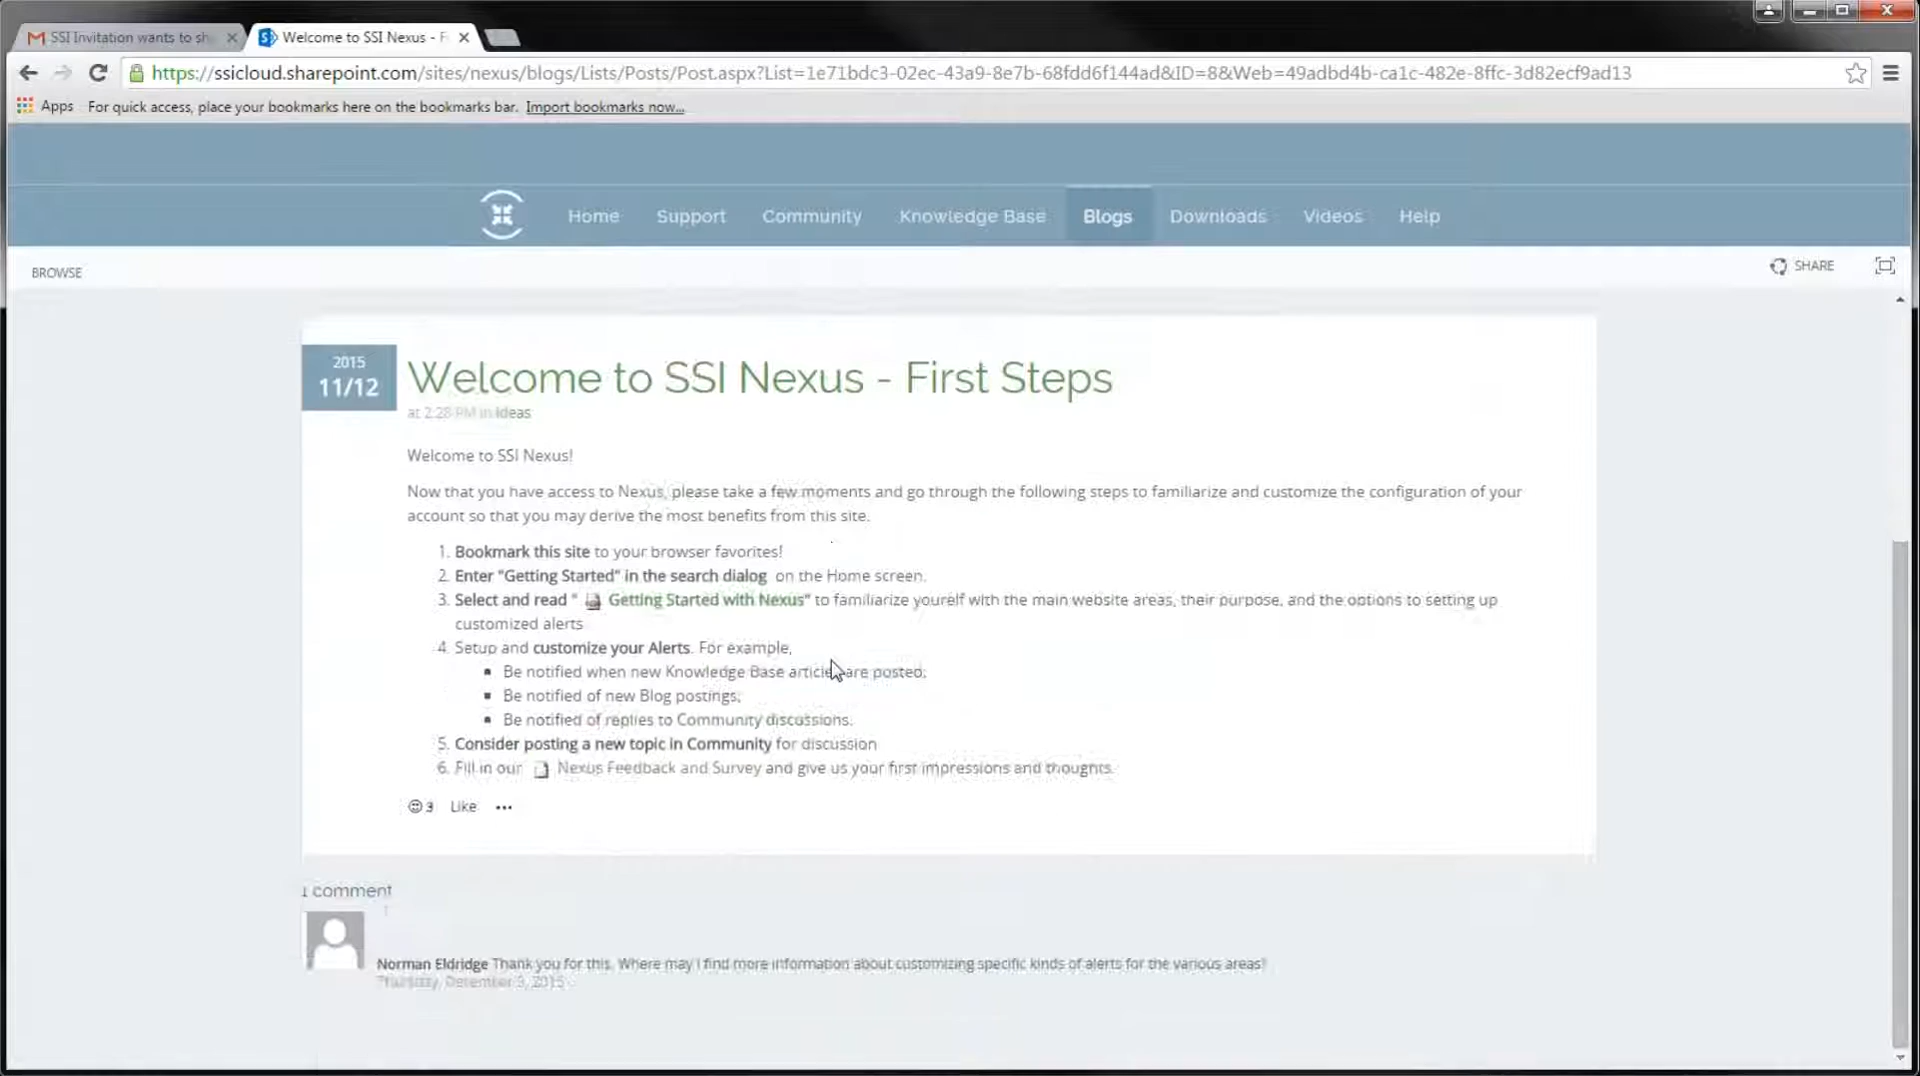 SSI Invitation wants to sh
Welcome to SSI Nexus - F
https://ssicloud.sharepoint.com/sites/nexus/blogs/Lists/Posts/Post.aspx?List=1e71bdc3-02ec-43a9-8e7b-68fdd6f144ad&ID=8&Web=49adbd4b-ca1c-482e-8ffc-3d82ecf9ad13
Apps For quick access, place your bookmarks here on the bookmarks bar. Import bookmarks now...
Home Support Community Knowledge Base Blogs Downloads Videos Help
BROWSE
SHARE
2015
11/12
Welcome to SSI Nexus - First Steps
at 2:28 PM in Ideas
Welcome to SSI Nexus!
Now that you have access to Nexus, please take a few moments and go through the following steps to familiarize and customize the configuration of your
account so that you may derive the most benefits from this site.
1. Bookmark this site to your browser favorites!
2. Enter "Getting Started" in the search dialog on the Home screen.
3. Select and read " Getting Started with Nexus" to familiarize yourelf with the main website areas, their purpose, and the options to setting up
customized alerts
4. Setup and customize your Alerts. For example,
▪ Be notified when new Knowledge Base articles are posted;
▪ Be notified of new Blog postings;
▪ Be notified of replies to Community discussions.
5. Consider posting a new topic in Community for discussion
6. Fill in our Nexus Feedback and Survey and give us your first impressions and thoughts.
3 Like ...
1 comment
Norman Eldridge Thank you for this. Where may I find more information about customizing specific kinds of alerts for the various areas?
Thursday, December 3, 2015